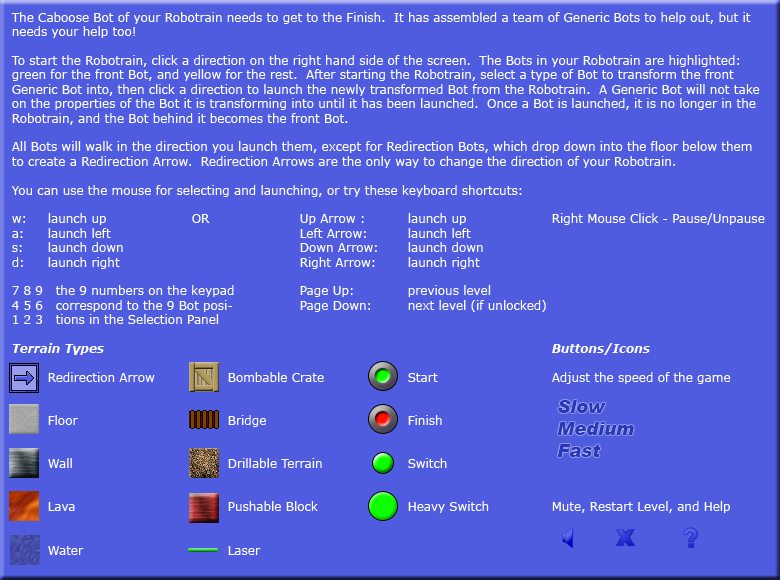 The Caboose Bot of your Robotrain needs to get to the Finish.  It has assembled a team of Generic Bots to help out, but it
needs your help too!
To start the Robotrain, click a direction on the right hand side of the screen.  The Bots in your Robotrain are highlighted:
green for the front Bot, and yellow for the rest.  After starting the Robotrain, select a type of Bot to transform the front
Generic Bot into, then click a direction to launch the newly transformed Bot from the Robotrain.  A Generic Bot will not take
on the properties of the Bot it is transforming into until it has been launched.  Once a Bot is launched, it is no longer in the
Robotrain, and the Bot behind it becomes the front Bot.
All Bots will walk in the direction you launch them, except for Redirection Bots, which drop down into the floor below them
to create a Redirection Arrow.  Redirection Arrows are the only way to change the direction of your Robotrain.
You can use the mouse for selecting and launching, or try these keyboard shortcuts:
w: launch up OR Up Arrow : launch up Right Mouse Click - Pause/Unpause
a: launch left Left Arrow: launch left
s: launch down Down Arrow: launch down
d: launch right Right Arrow: launch right
7 8 9 the 9 numbers on the keypad Page Up: previous level
4 5 6 correspond to the 9 Bot posi- Page Down: next level (if unlocked)
1 2 3 tions in the Selection Panel
Terrain Types Buttons/Icons
Redirection Arrow Bombable Crate Start Adjust the speed of the game
Slow
Floor Bridge Finish
Medium
Fast
Wall Drillable Terrain Switch
Lava Pushable Block Heavy Switch Mute, Restart Level, and Help
X ?
Water Laser